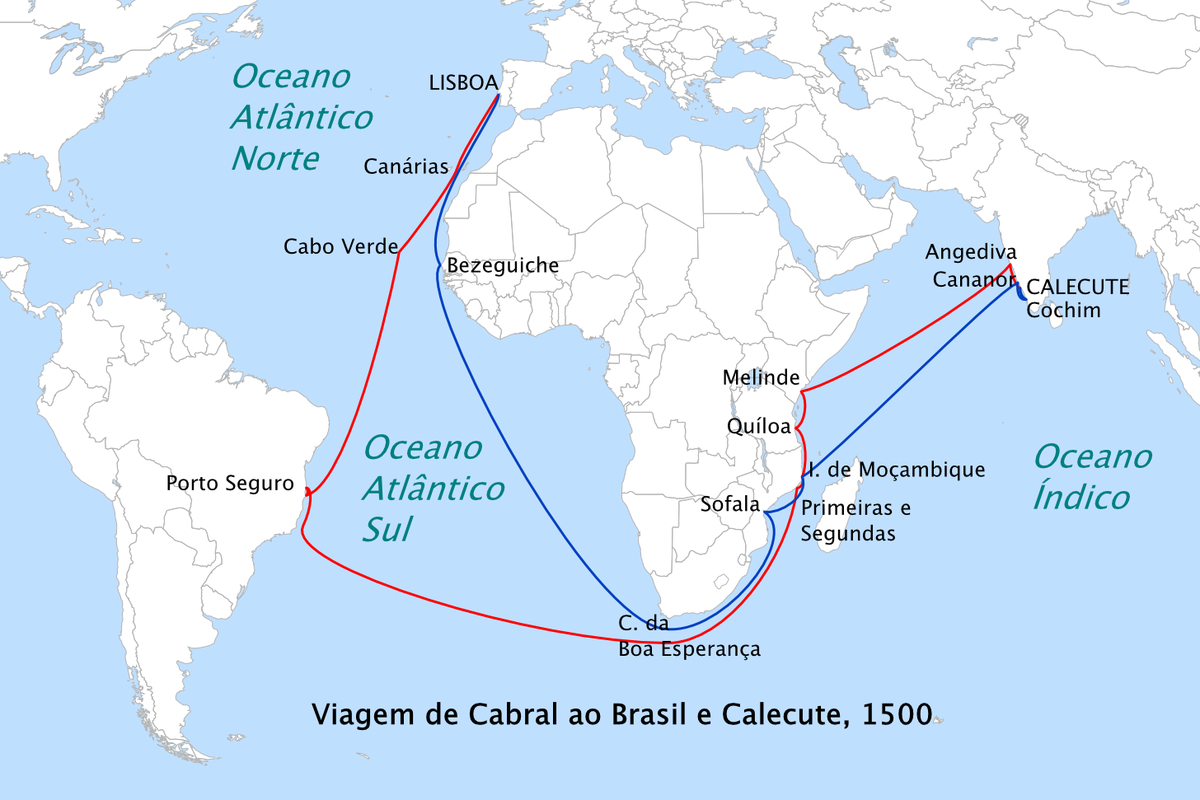 Oceano
Atlântico
Norte
LISBOA
Canárias
Cabo Verde
Bezeguiche
Angediva
Cananor
CALECUTE
Cochim
Melinde
Quíloa
I. de Moçambique
Sofala
Primeiras e
Segundas
Porto Seguro
Oceano
Atlântico
Sul
Oceano
Índico
C. da
Boa Esperança
Viagem de Cabral ao Brasil e Calecute, 1500